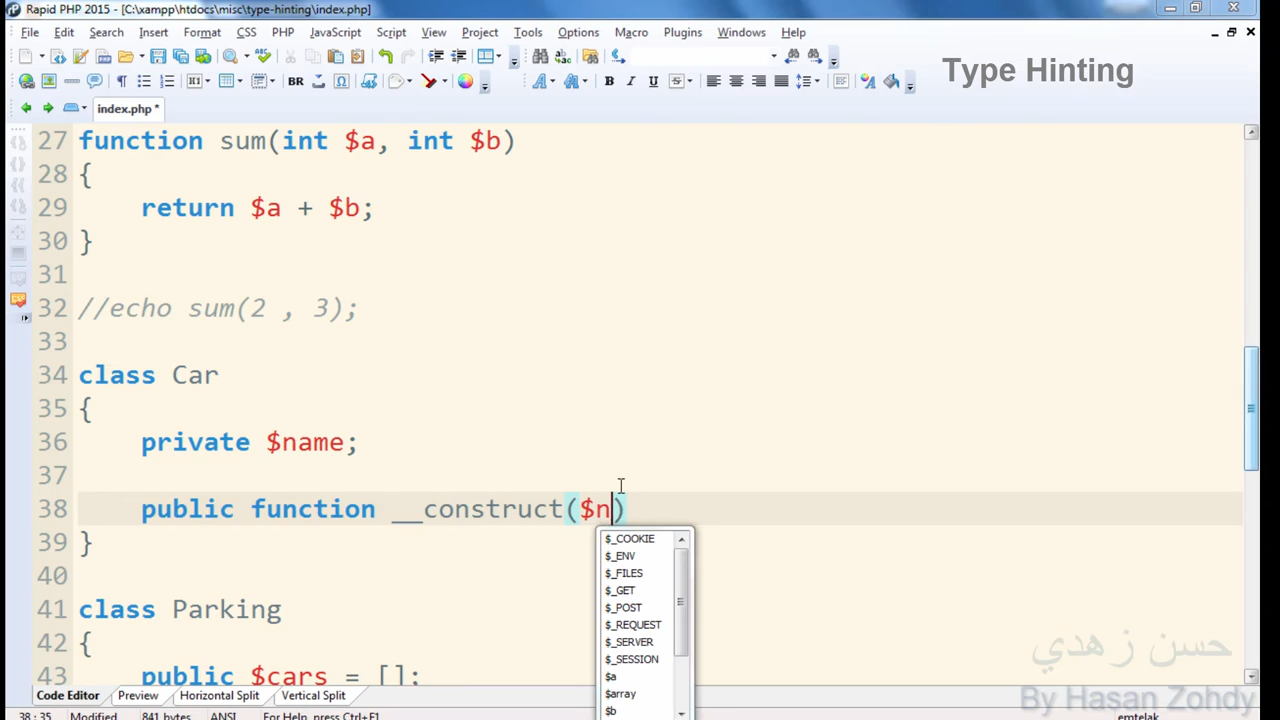 Rapid PHP 2015 - [C:\xampp\htdocs\misc\type-hinting\index.php]
File Edit Search Insert Format CSS PHP JavaScript Script View Project Tools Options Macro Plugins Windows Help
Type Hinting
BR B I U S
index.php *
27 function sum(int $a, int $b)
28 {
29 return $a + $b;
30 }
31
32 //echo sum(2 , 3);
33
34 class Car
35 {
36 private $name;
37
38 public function __construct($n)
39 }
$_COOKIE
$_ENV
$_FILES
$_GET
$_POST
$_REQUEST
$_SERVER
$_SESSION
$a
$array
$b
40
41 class Parking
42 {
43 public $cars = [];
حسن زهدي
By Hasan Zohdy
Code Editor Preview Horizontal Split Vertical Split
38 : 35 Modified 841 bytes ANSI For Help, press Ctrl+F1 emtelak